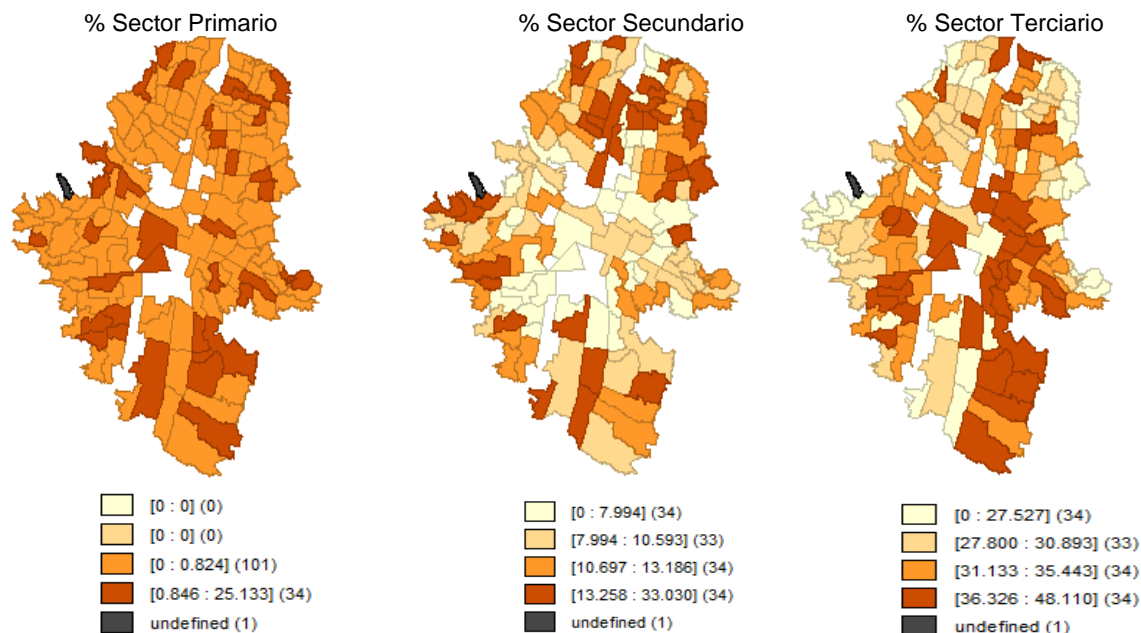 % Sector Primario
% Sector Secundario
% Sector Terciario
[0 : 0] (0)
[0 : 0] (0)
[0 : 0.824] (101)
[0.846 : 25.133] (34)
undefined (1)
[0 : 7.994] (34)
[7.994 : 10.593] (33)
[10.697 : 13.186] (34)
[13.258 : 33.030] (34)
undefined (1)
[0 : 27.527] (34)
[27.800 : 30.893] (33)
[31.133 : 35.443] (34)
[36.326 : 48.110] (34)
undefined (1)